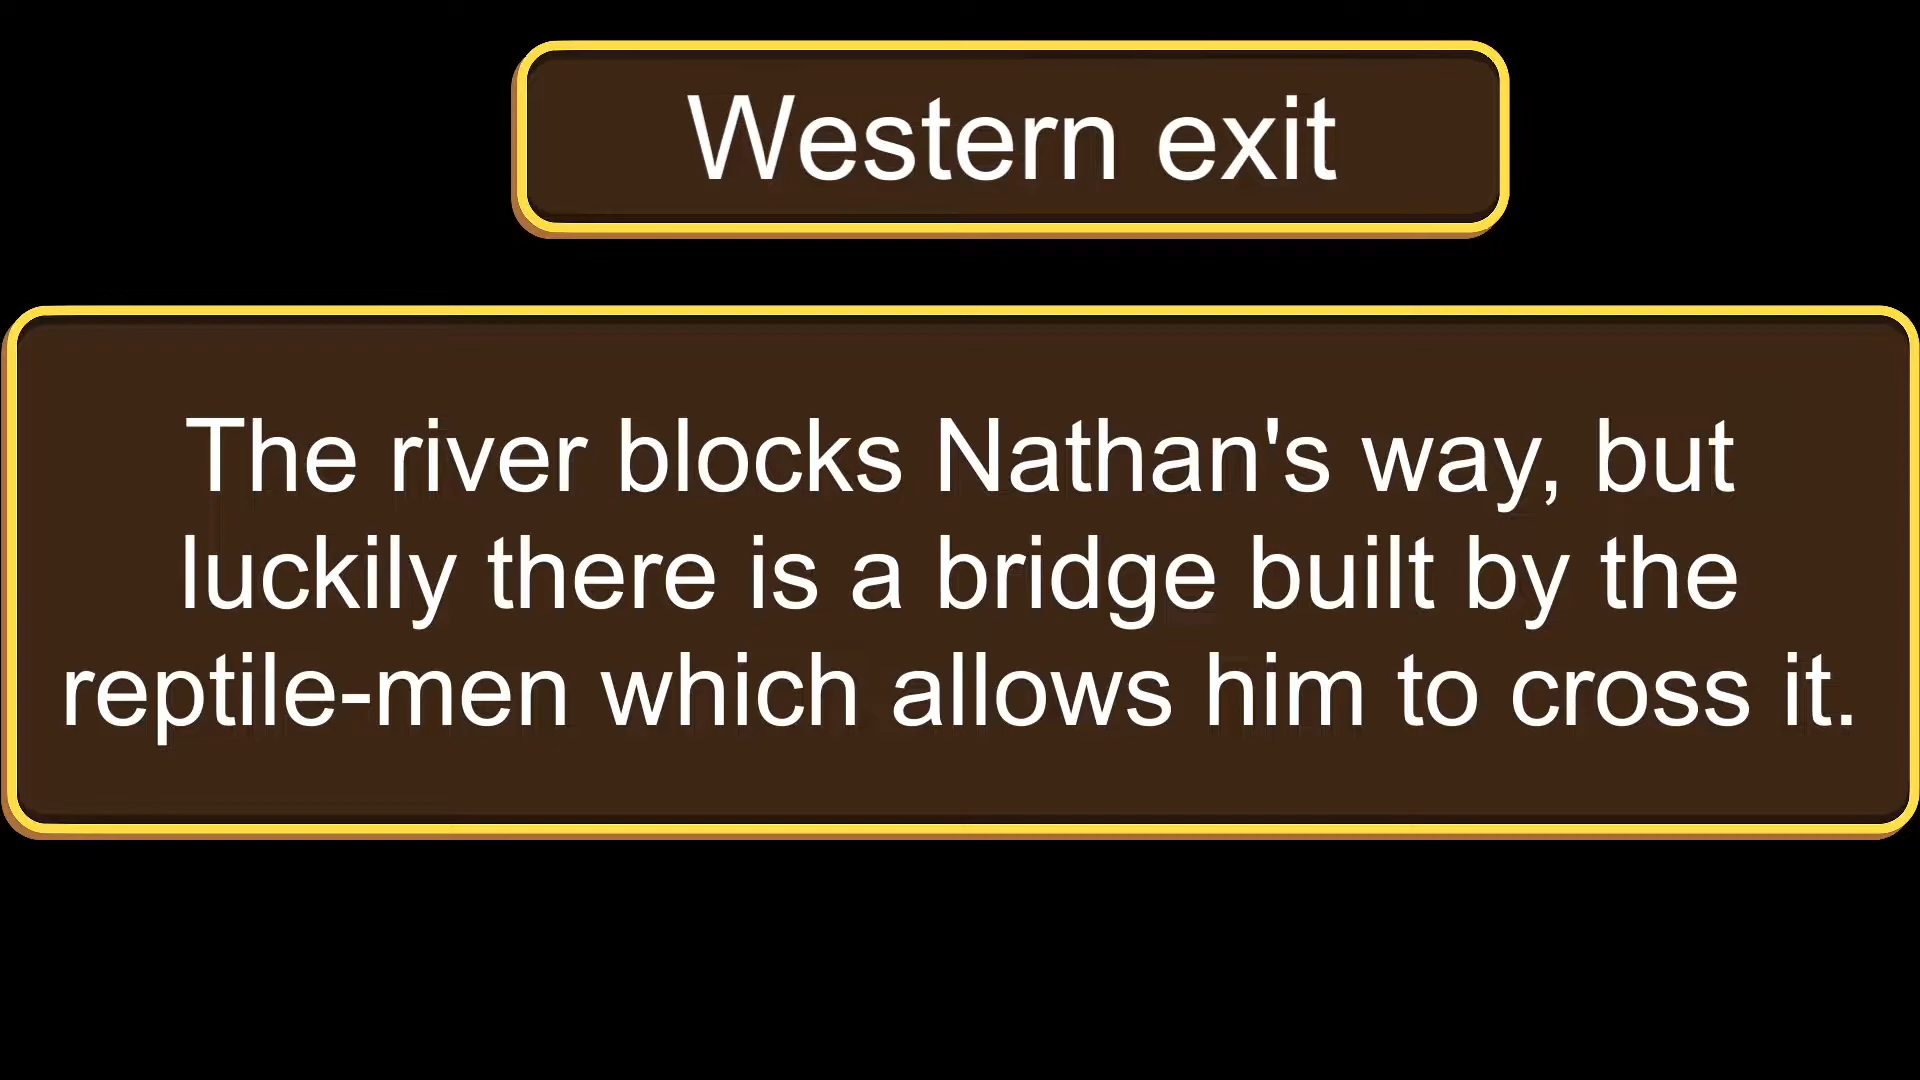 Western exit
The river blocks Nathan's way, but
luckily there is a bridge built by the
reptile-men which allows him to cross it.